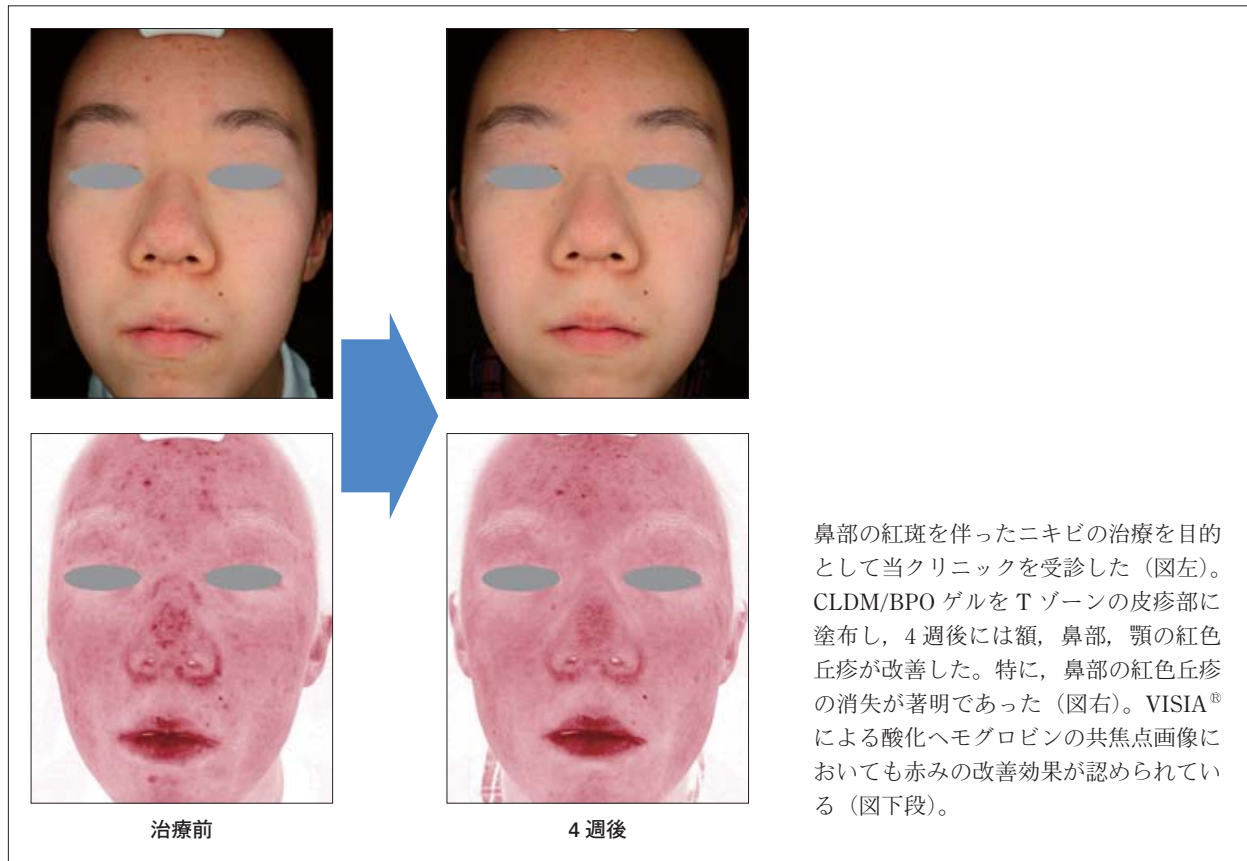 治療前
4 週後
鼻部の紅斑を伴ったニキビの治療を目的
として当クリニックを受診した（図左）。
CLDM/BPO ゲルを T ゾーンの皮疹部に
塗布し，4 週後には額，鼻部，顎の紅色
丘疹が改善した。特に，鼻部の紅色丘疹
の消失が著明であった（図右）。VISIA®
による酸化ヘモグロビンの共焦点画像に
おいても赤みの改善効果が認められてい
る（図下段）。